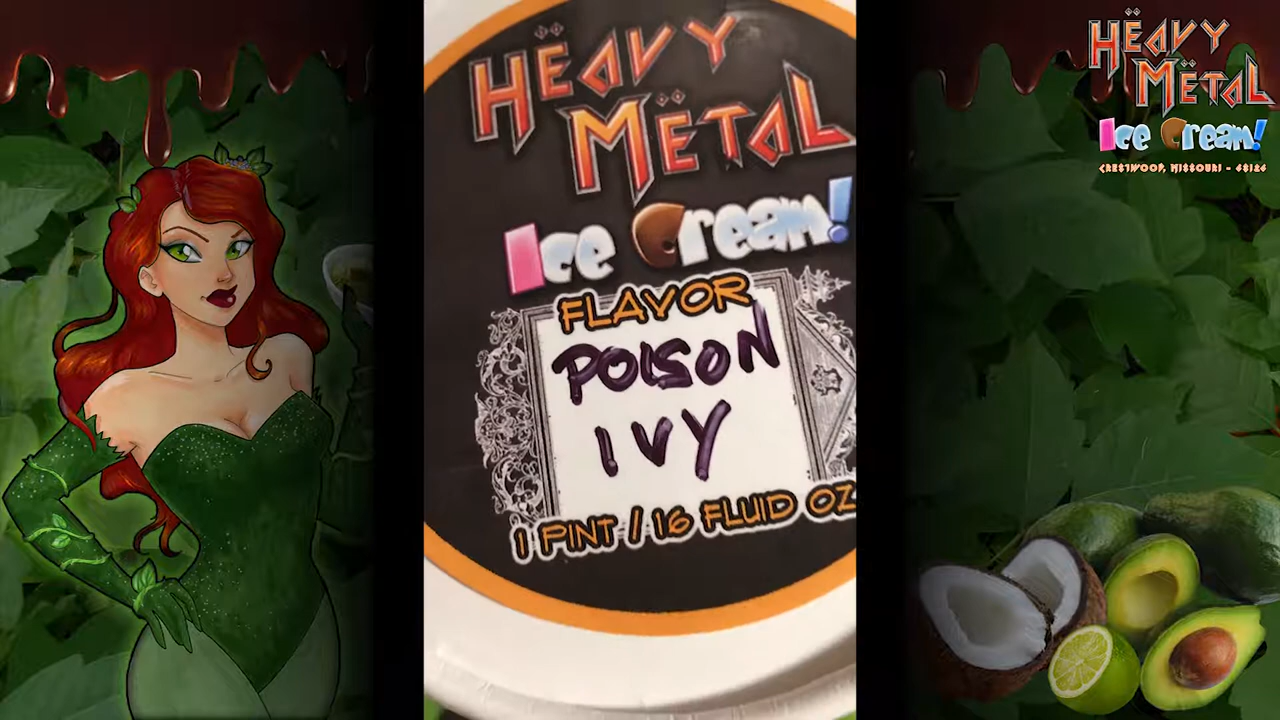 HËAVY
MËTAL
Ice Cream!
FLAVOR
POISON
IVY
1 PINT / 16 FLUID OZ
HËAVY
MËTAL
Ice Cream!
CRESTWOOD, MISSOURI - 63126